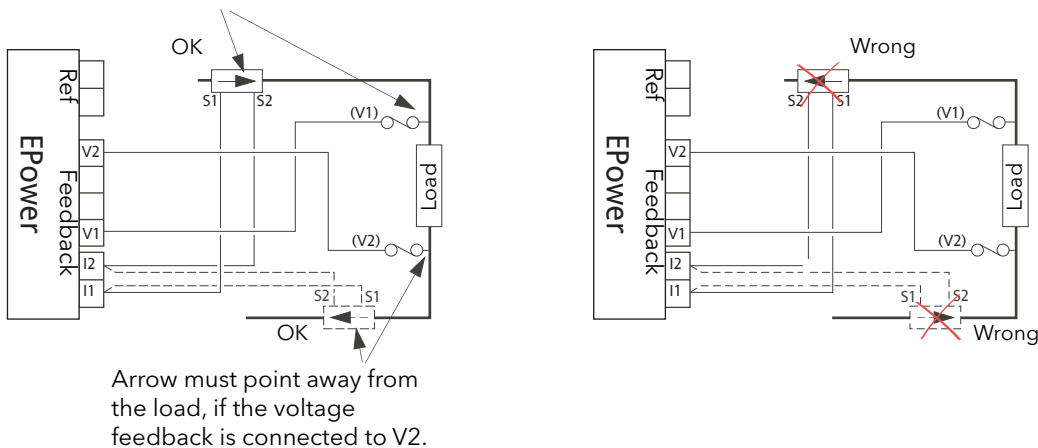 OK
S1 S2
Ref
(V1)
EPower
V2
Feedback
Load
V1
(V2)
I2
I1
S2 S1
OK
Arrow must point away from
the load, if the voltage
feedback is connected to V2.
Wrong
S2 S1
Ref
(V1)
EPower
V2
Feedback
Load
V1
(V2)
I2
I1
S1 S2
Wrong